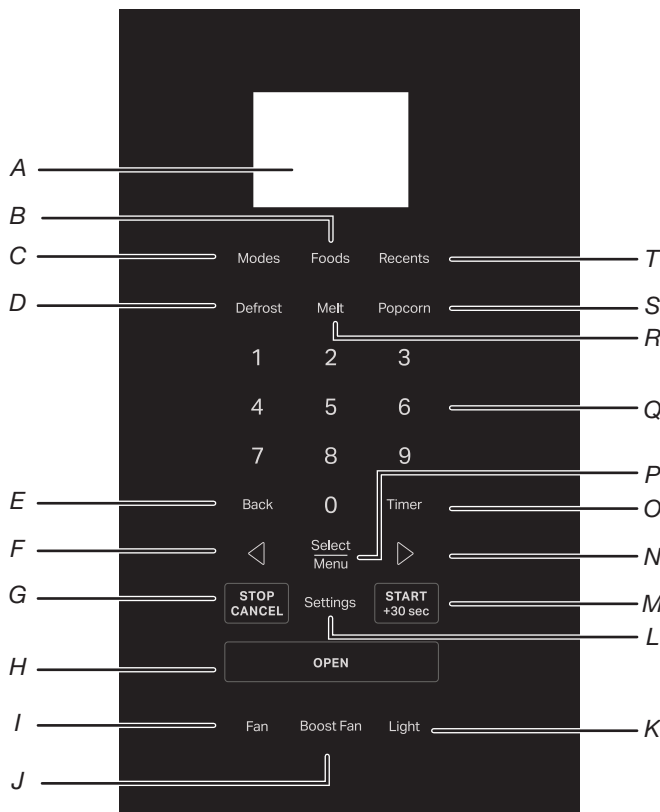 A
B
C Modes Foods Recents T
D Defrost Melt Popcorn S
R
1 2 3
4 5 6 Q
7 8 9
P
E Back 0 Timer O
F Select N
Menu
G STOP Settings START M
CANCEL +30 sec
L
H OPEN
I Fan Boost Fan Light K
J